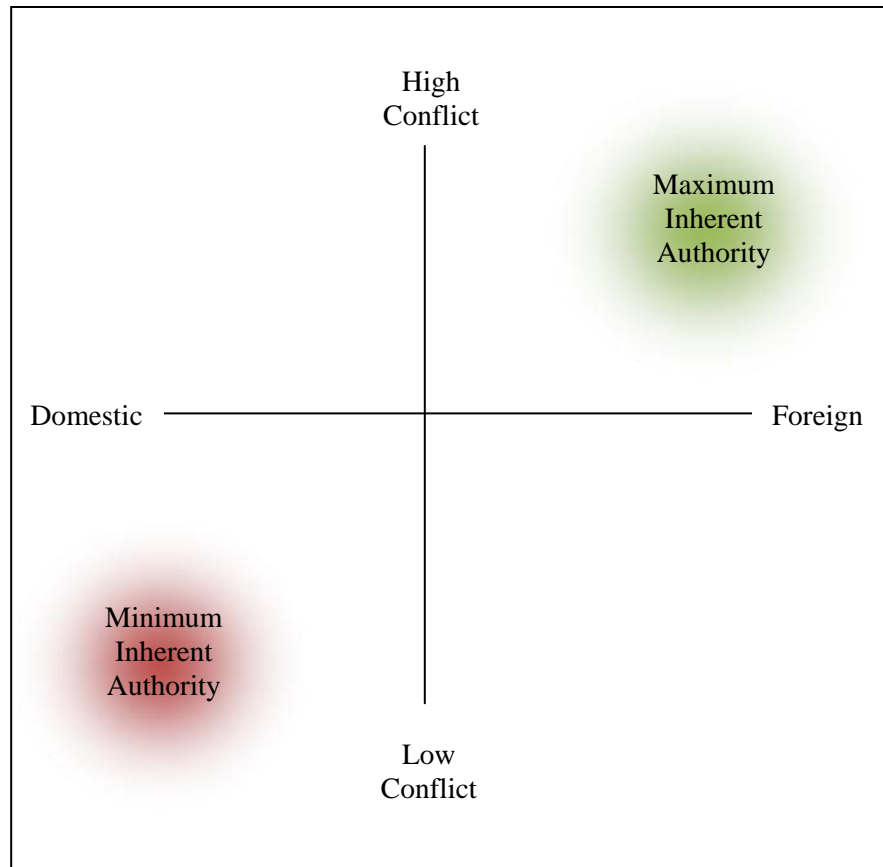 High
Conflict
Maximum
Inherent
Authority
Domestic
Foreign
Minimum
Inherent
Authority
Low
Conflict